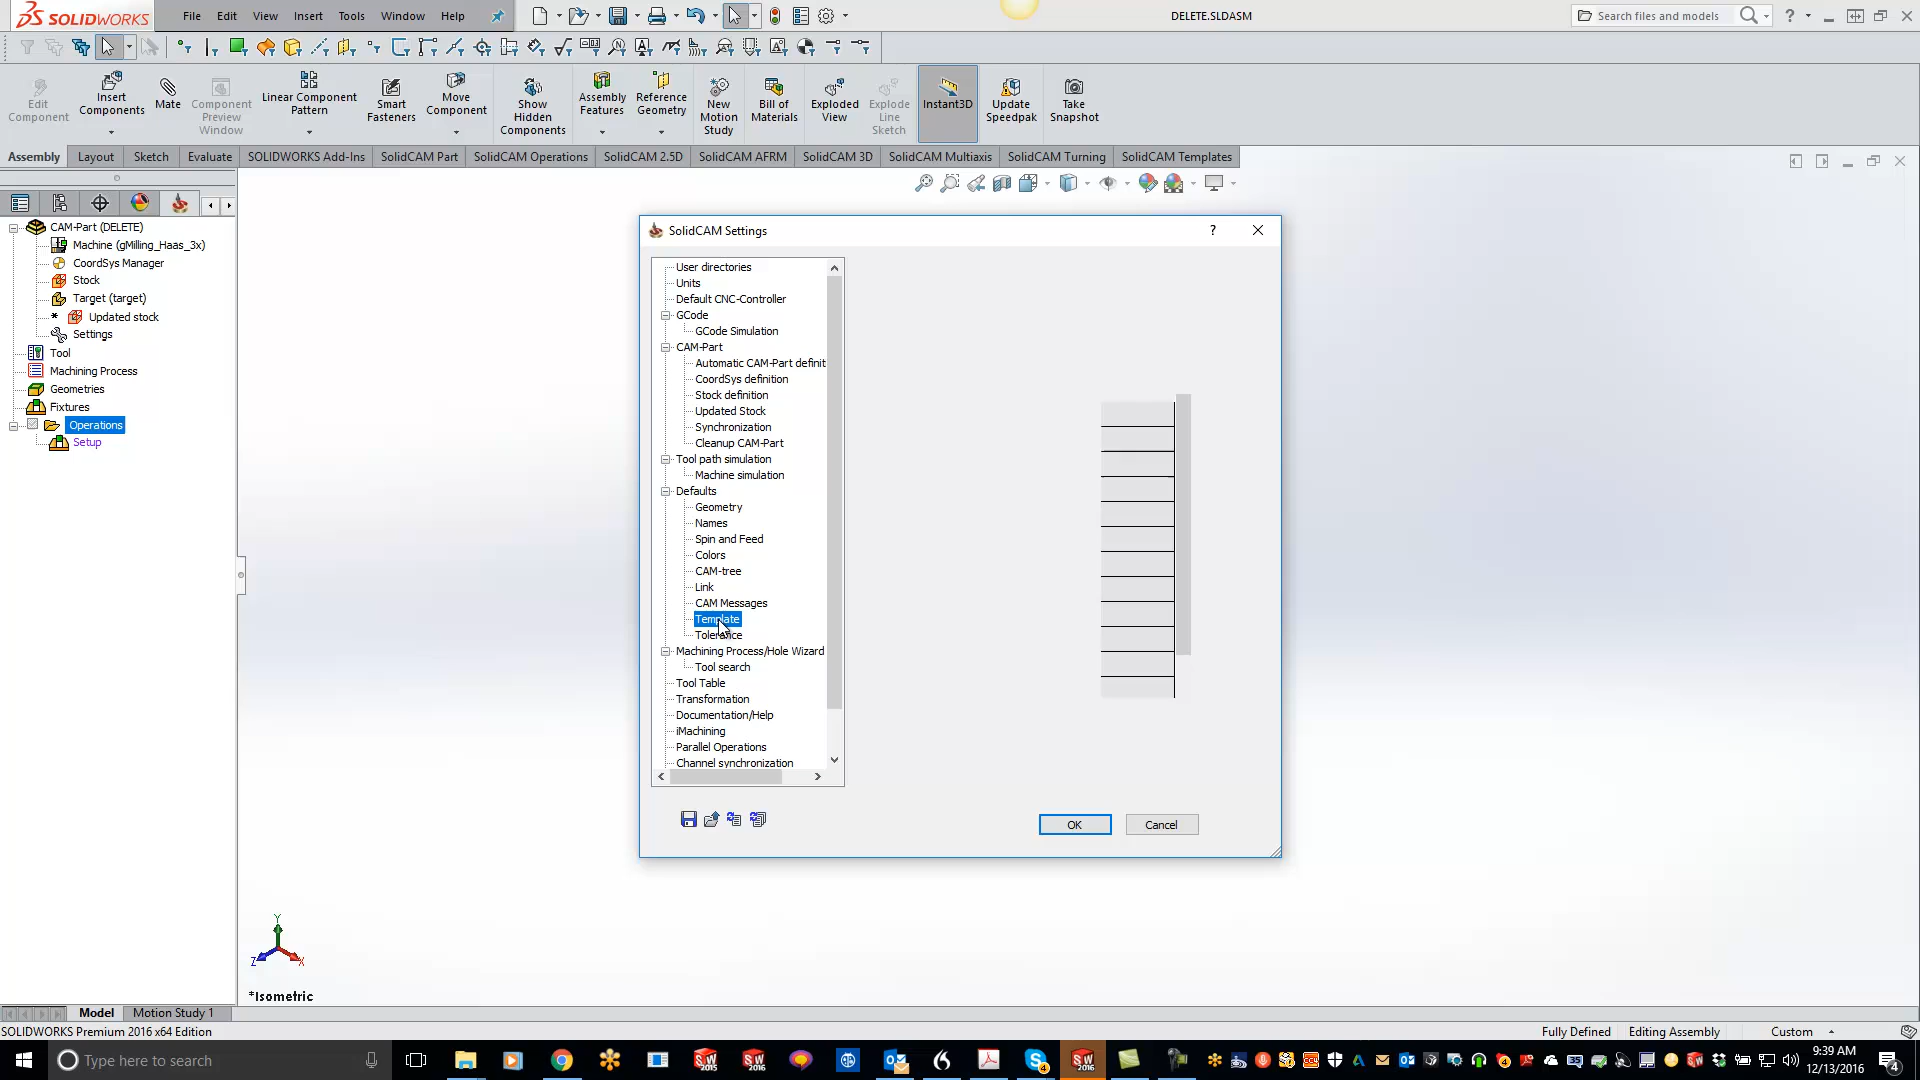 SOLIDWORKS File Edit View Insert Tools Window Help DELETE.SLDASM Search files and models ?
Edit Component
Insert Components
Mate
Component Preview Window
Linear Component Pattern
Smart Fasteners
Move Component
Show Hidden Components
Assembly Features
Reference Geometry
New Motion Study
Bill of Materials
Exploded View
Explode Line Sketch
Instant3D
Update Speedpak
Take Snapshot
Assembly Layout Sketch Evaluate SOLIDWORKS Add-Ins SolidCAM Part SolidCAM Operations SolidCAM 2.5D SolidCAM AFRM SolidCAM 3D SolidCAM Multiaxis SolidCAM Turning SolidCAM Templates
CAM-Part (DELETE)
Machine (gMilling_Haas_3x)
CoordSys Manager
Stock
Target (target)
* Updated stock
Settings
Tool
Machining Process
Geometries
Fixtures
Operations
Setup
SolidCAM Settings ?
User directories
Units
Default CNC-Controller
GCode
GCode Simulation
CAM-Part
Automatic CAM-Part definit
CoordSys definition
Stock definition
Updated Stock
Synchronization
Cleanup CAM-Part
Tool path simulation
Machine simulation
Defaults
Geometry
Names
Spin and Feed
Colors
CAM-tree
Link
CAM Messages
Template
Tolerance
Machining Process/Hole Wizard
Tool search
Tool Table
Transformation
Documentation/Help
iMachining
Parallel Operations
Channel synchronization
OK Cancel
Y
Z X
*Isometric
Model Motion Study 1
SOLIDWORKS Premium 2016 x64 Edition Fully Defined Editing Assembly Custom
Type here to search 9:39 AM
12/13/2016